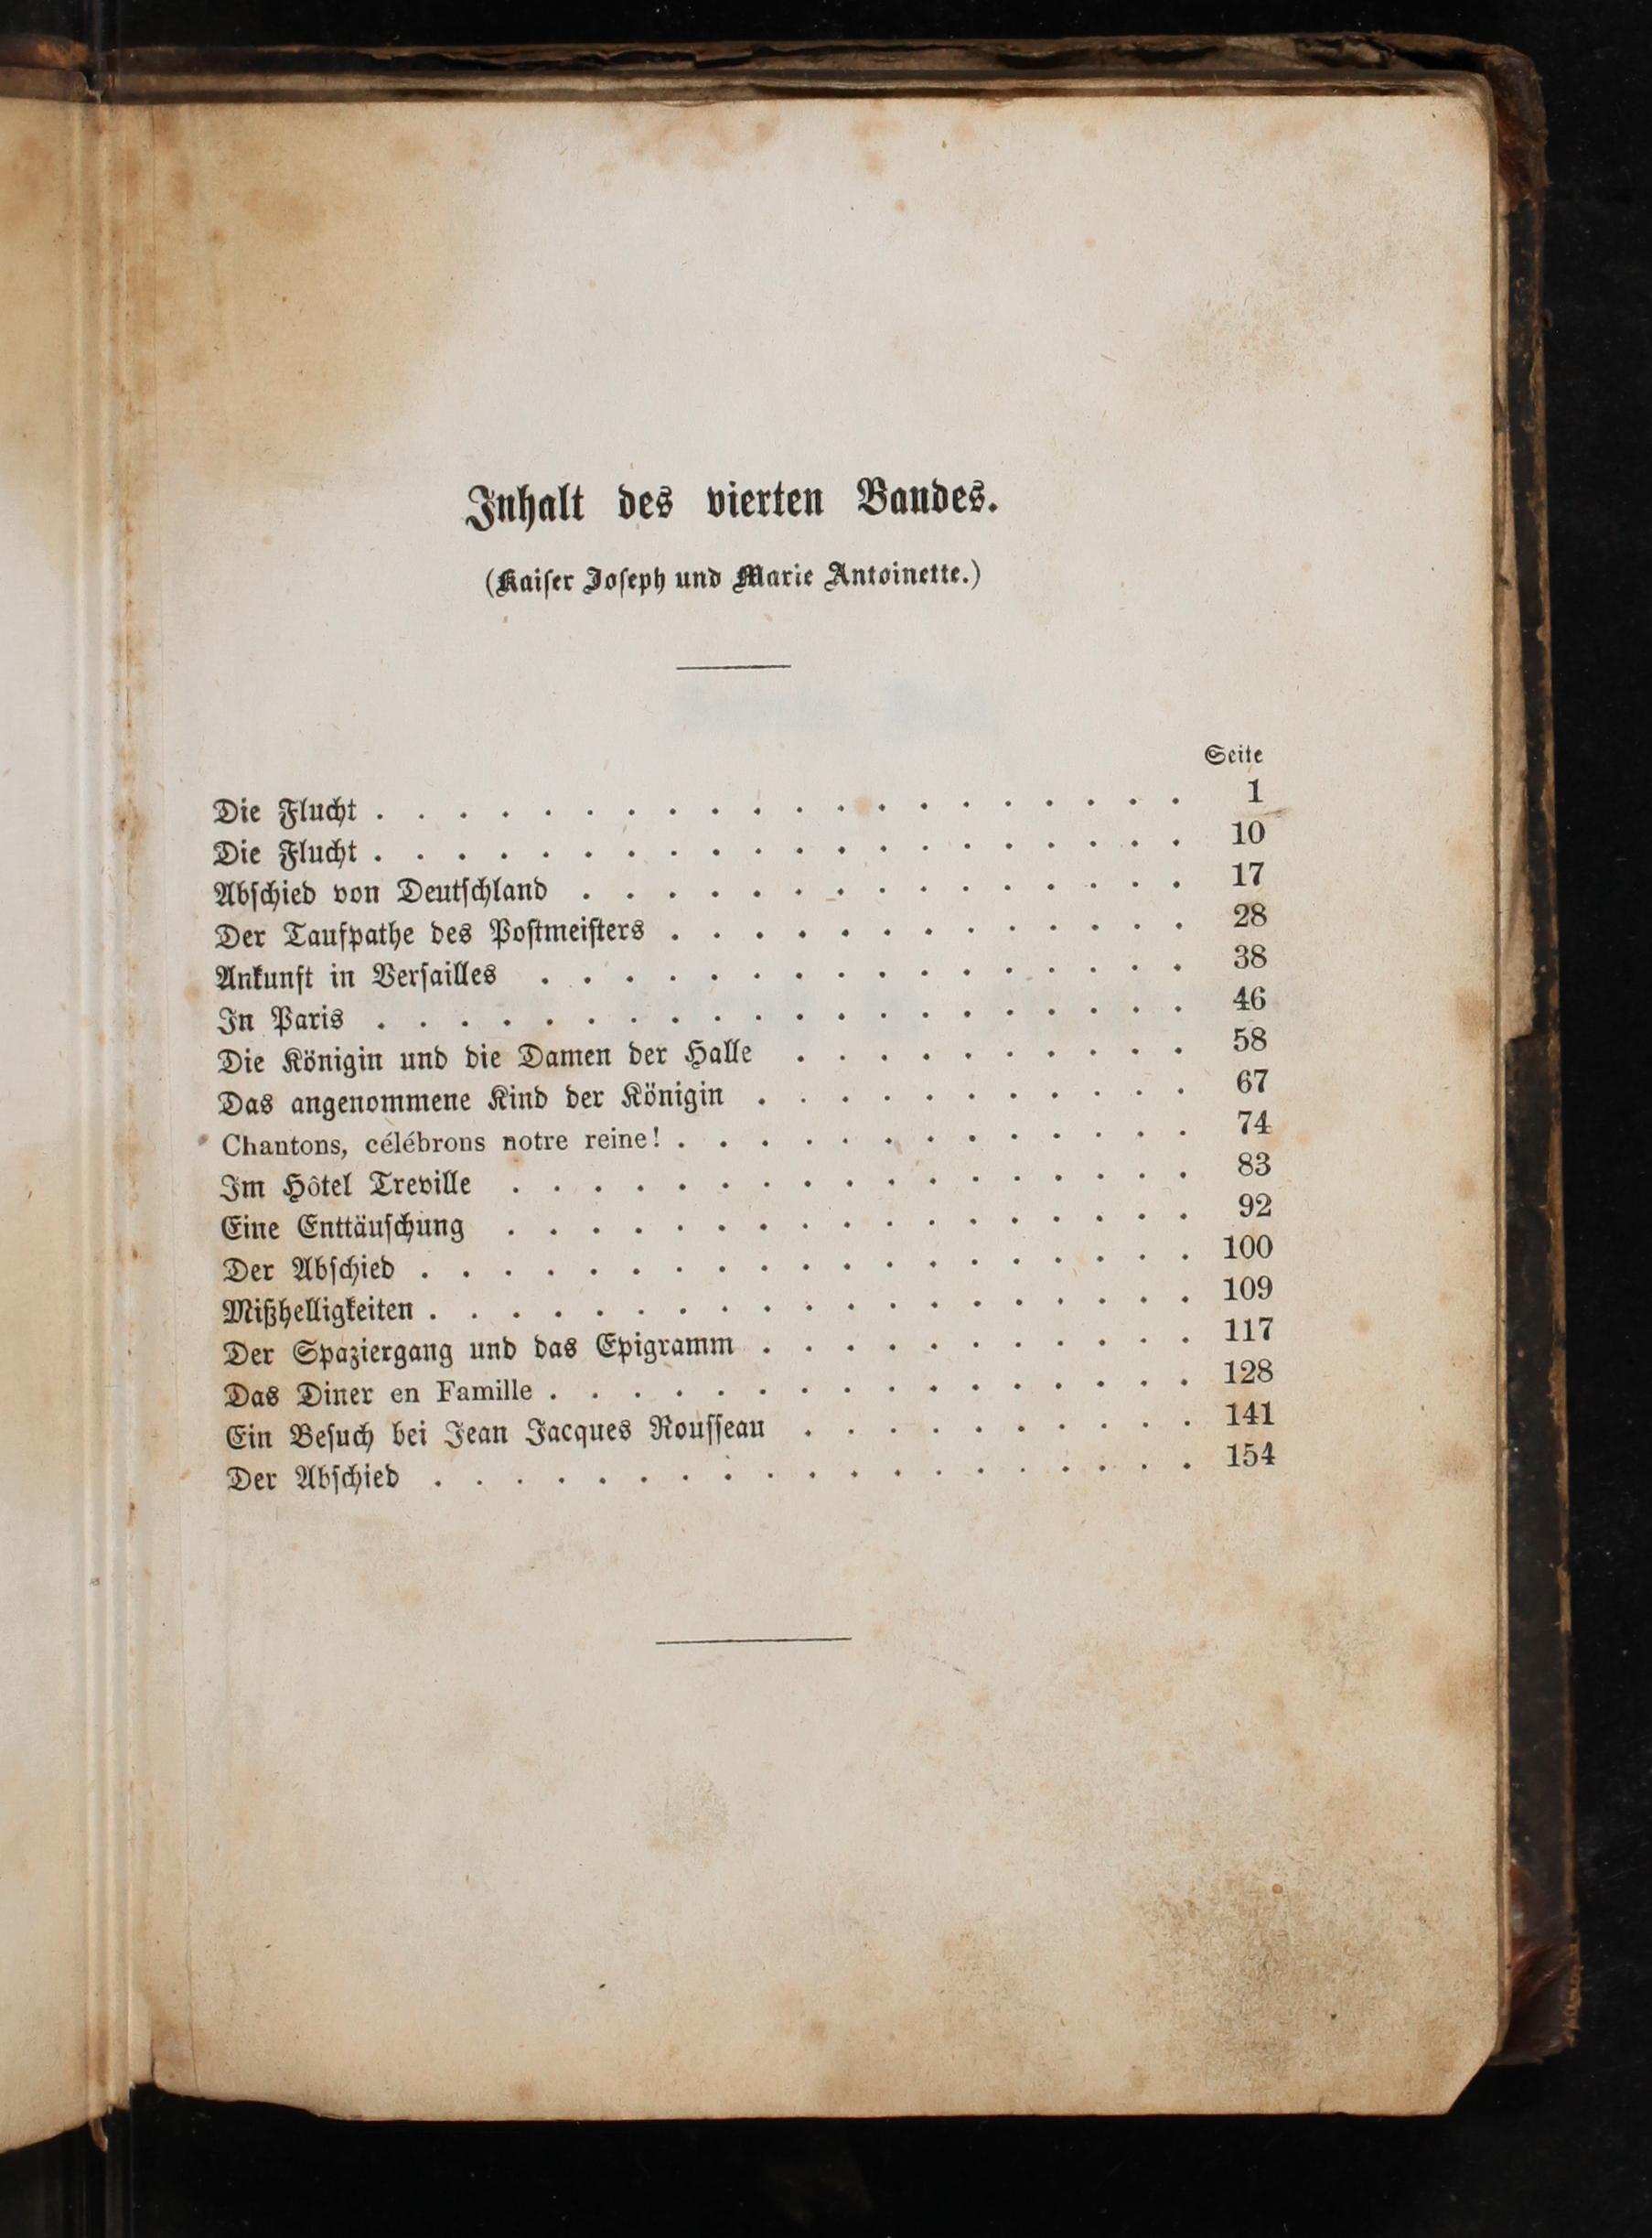 Inhalt des vierten Bandes.
(Kaiſer Joſeph und Marie Antoinette.)
Seite
Die Flucht . . . . . . . . . . . . . . . . . . . . 1
Die Flucht . . . . . . . . . . . . . . . . . . . . 10
Abſchied von Deutſchland . . . . . . . . . . . . . . . 17
Der Taufpathe des Poſtmeiſters . . . . . . . . . . . . . 28
Ankunft in Verſailles . . . . . . . . . . . . . . . . 38
In Paris . . . . . . . . . . . . . . . . . . . . 46
Die Königin und die Damen der Halle . . . . . . . . . . 58
Das angenommene Kind der Königin . . . . . . . . . . . 67
Chantons, célébrons notre reine! . . . . . . . . . . . . . 74
Im Hôtel Treville . . . . . . . . . . . . . . . . . 83
Eine Enttäuſchung . . . . . . . . . . . . . . . . . 92
Der Abſchied . . . . . . . . . . . . . . . . . . . 100
Mißhelligkeiten . . . . . . . . . . . . . . . . . . . 109
Der Spaziergang und das Epigramm . . . . . . . . . . . 117
Das Diner en Famille . . . . . . . . . . . . . . . . 128
Ein Beſuch bei Jean Jacques Rouſſeau . . . . . . . . . . 141
Der Abſchied . . . . . . . . . . . . . . . . . . . 154